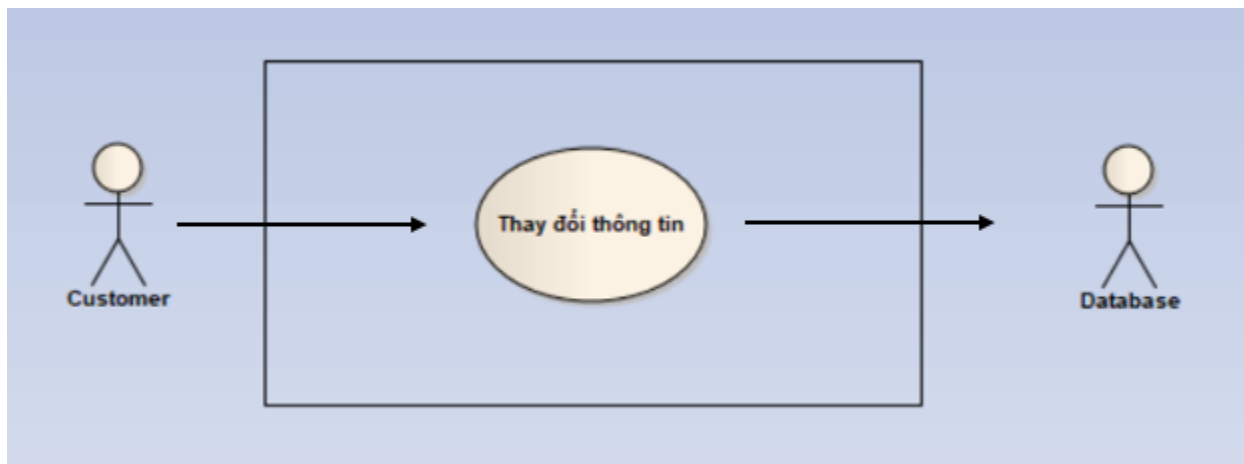 Thay đổi thông tin
Customer
Database